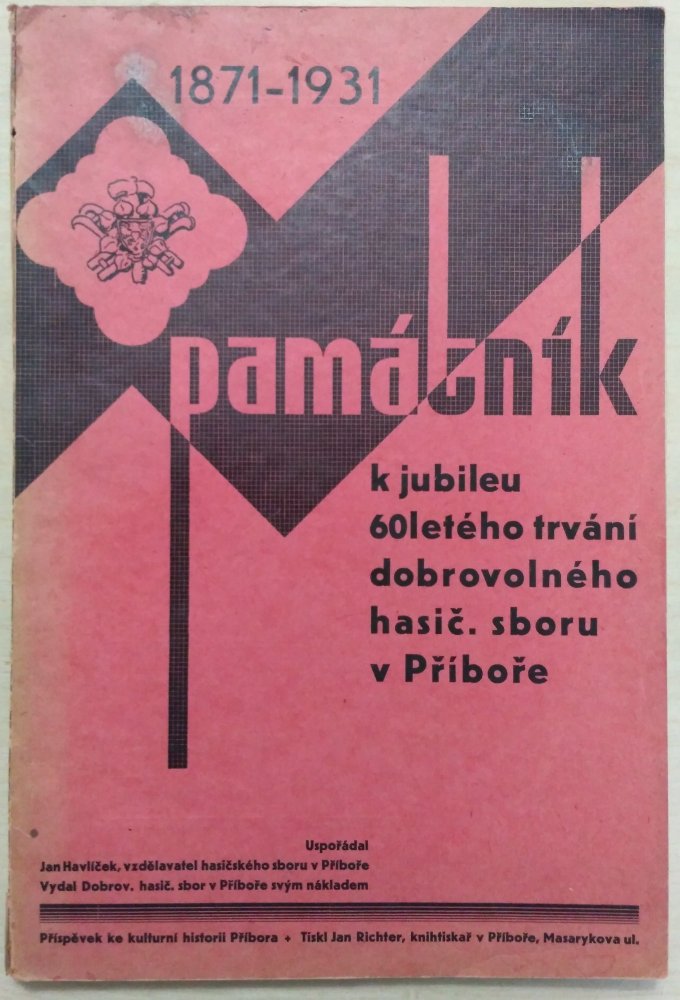 1871-1931
památník
k jubileu
60letého trvání
dobrovolného
hasič. sboru
v Příboře
Uspořádal
Jan Havlíček, vzdělavatel hasičského sboru v Příboře
Vydal Dobrov. hasič. sbor v Příboře svým nákladem
Příspěvek ke kulturní historii Příbora + Tiskl Jan Richter, knihtiskař v Příboře, Masarykova ul.